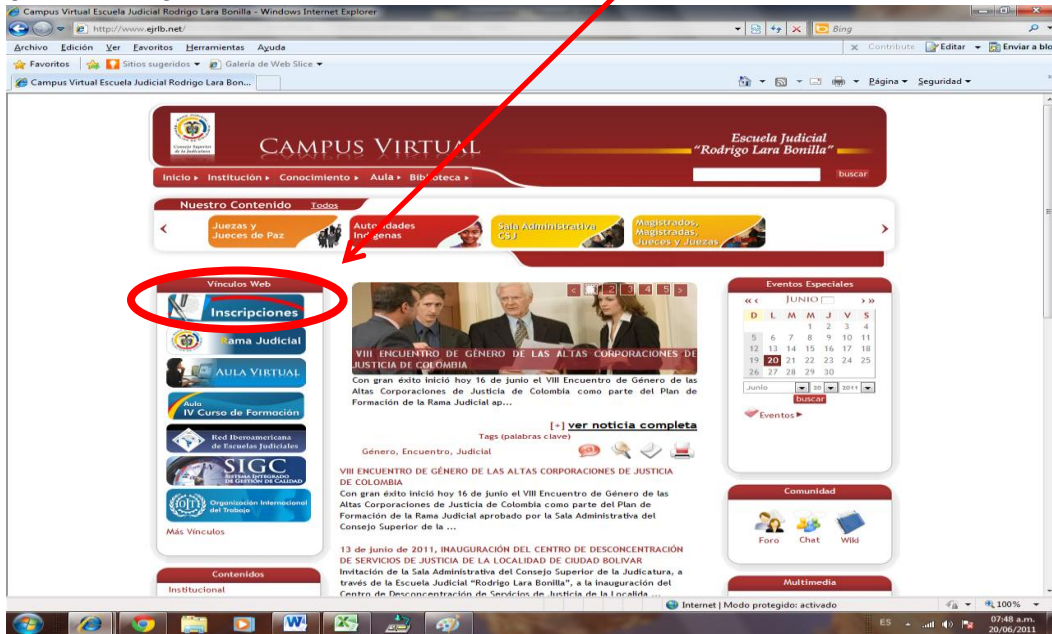 Campus Virtual Escuela Judicial Rodrigo Lara Bonilla - Windows Internet Explorer
http://www.ejrlb.net/
Bing
Archivo Edición Ver Favoritos Herramientas Ayuda
Contribute Editar Enviar a blo
Favoritos Sitios sugeridos Galería de Web Slice
Campus Virtual Escuela Judicial Rodrigo Lara Bon...
Página Seguridad
CAMPUS VIRTUAL
Escuela Judicial
"Rodrigo Lara Bonilla"
Consejo Superior
de la Judicatura
Inicio Institución Conocimiento Aula Biblioteca
buscar
Nuestro Contenido Todos
Juezas y
Jueces de Paz
Autoridades
Indígenas
Sala Administrativa
CSJ
Magistrados,
Magistradas,
Jueces y Juezas
Vínculos Web
Inscripciones
Rama Judicial
AULA VIRTUAL
Aula
IV Curso de Formación
Red Iberoamericana
de Escuelas Judiciales
SIGC
SISTEMA INTEGRADO
DE GESTIÓN DE CALIDAD
Organización Internacional
del Trabajo
Más Vínculos
Contenidos
Institucional
< 1 2 3 4 5 >
VIII ENCUENTRO DE GÉNERO DE LAS ALTAS CORPORACIONES DE
JUSTICIA DE COLOMBIA
Con gran éxito inició hoy 16 de junio el VIII Encuentro de Género de las
Altas Corporaciones de Justicia de Colombia como parte del Plan de
Formación de la Rama Judicial ap...
[+] ver noticia completa
Tags (palabras clave)
Género, Encuentro, Judicial
VIII ENCUENTRO DE GÉNERO DE LAS ALTAS CORPORACIONES DE JUSTICIA
DE COLOMBIA
Con gran éxito inició hoy 16 de junio el VIII Encuentro de Género de las
Altas Corporaciones de Justicia de Colombia como parte del Plan de
Formación de la Rama Judicial aprobado por la Sala Administrativa del
Consejo Superior de la ...
13 de junio de 2011, INAUGURACIÓN DEL CENTRO DE DESCONCENTRACIÓN
DE SERVICIOS DE JUSTICIA DE LA LOCALIDAD DE CIUDAD BOLIVAR
Invitación de la Sala Administrativa del Consejo Superior de la Judicatura, a
través de la Escuela Judicial "Rodrigo Lara Bonilla", a la inauguración del
Centro de Desconcentración de Servicios de Justicia de la Localida ...
Eventos Especiales
«‹ JUNIO ›»
D L M M J V S
1 2 3 4
5 6 7 8 9 10 11
12 13 14 15 16 17 18
19 20 21 22 23 24 25
26 27 28 29 30
Junio 20 2011
buscar
Eventos
Comunidad
Foro Chat Wiki
Multimedia
Internet | Modo protegido: activado
100%
ES
07:48 a.m.
20/06/2011